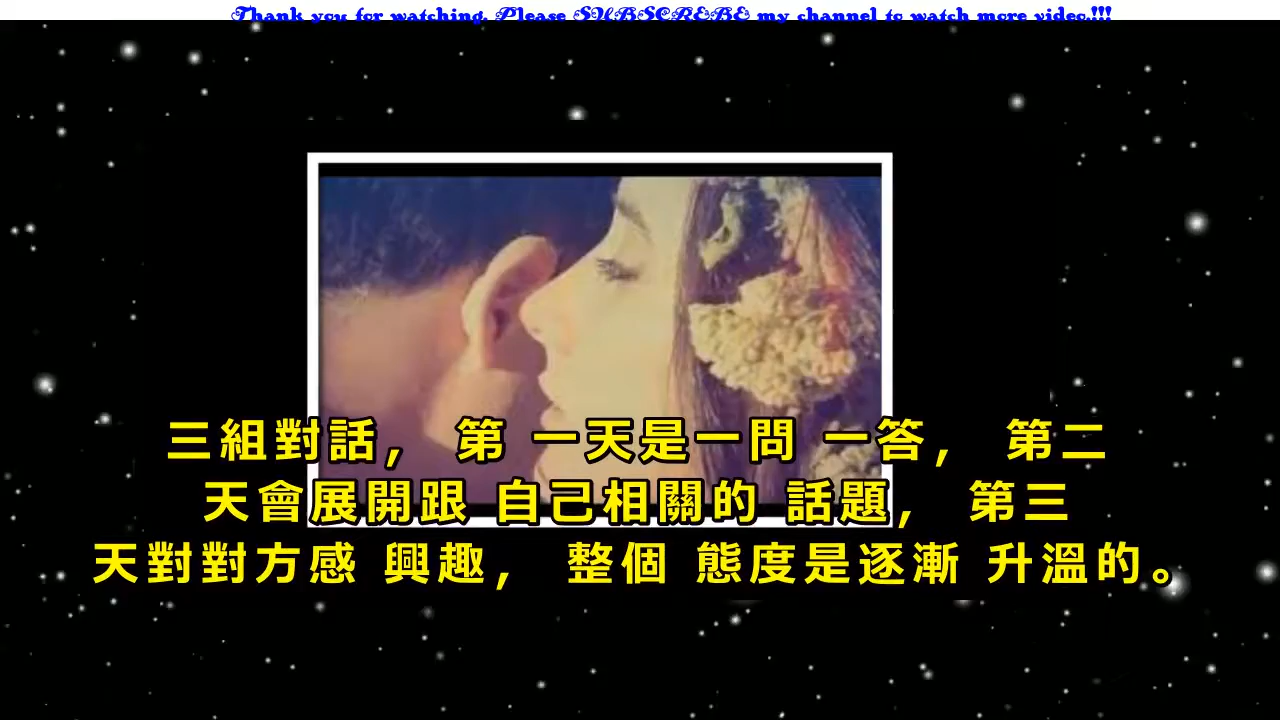 Thank you for watching. Please SUBSCREBE my channel to watch more video.!!!
三組對話， 第 一天是一問 一答， 第二
天會展開跟 自己相關的 話題， 第三
天對對方感 興趣， 整個 態度是逐漸 升溫的。